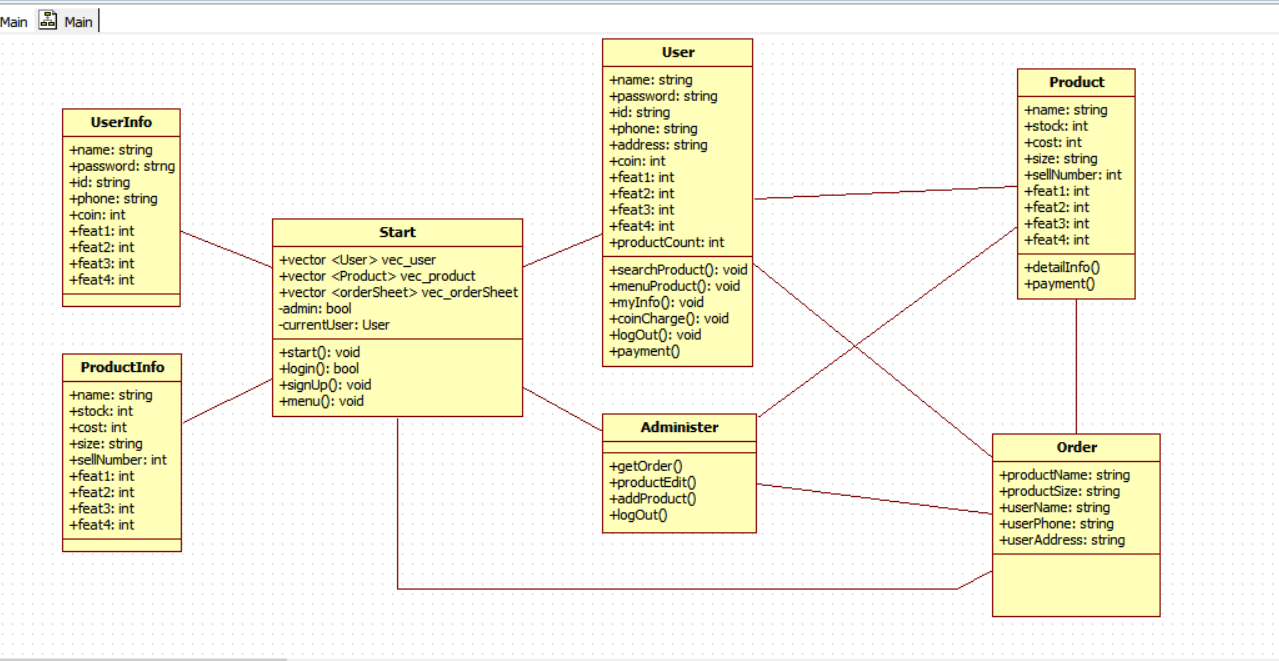 Main
Main
UserInfo
+name: string
+password: strng
+id: string
+phone: string
+coin: int
+feat1: int
+feat2: int
+feat3: int
+feat4: int
ProductInfo
+name: string
+stock: int
+cost: int
+size: string
+sellNumber: int
+feat1: int
+feat2: int
+feat3: int
+feat4: int
Start
+vector <User> vec_user
+vector <Product> vec_product
+vector <orderSheet> vec_orderSheet
-admin: bool
-currentUser: User
+start(): void
+login(): bool
+signUp(): void
+menu(): void
User
+name: string
+password: string
+id: string
+phone: string
+address: string
+coin: int
+feat1: int
+feat2: int
+feat3: int
+feat4: int
+productCount: int
+searchProduct(): void
+menuProduct(): void
+myInfo(): void
+coinCharge(): void
+logOut(): void
+payment()
Administer
+getOrder()
+productEdit()
+addProduct()
+logOut()
Product
+name: string
+stock: int
+cost: int
+size: string
+sellNumber: int
+feat1: int
+feat2: int
+feat3: int
+feat4: int
+detailInfo()
+payment()
Order
+productName: string
+productSize: string
+userName: string
+userPhone: string
+userAddress: string